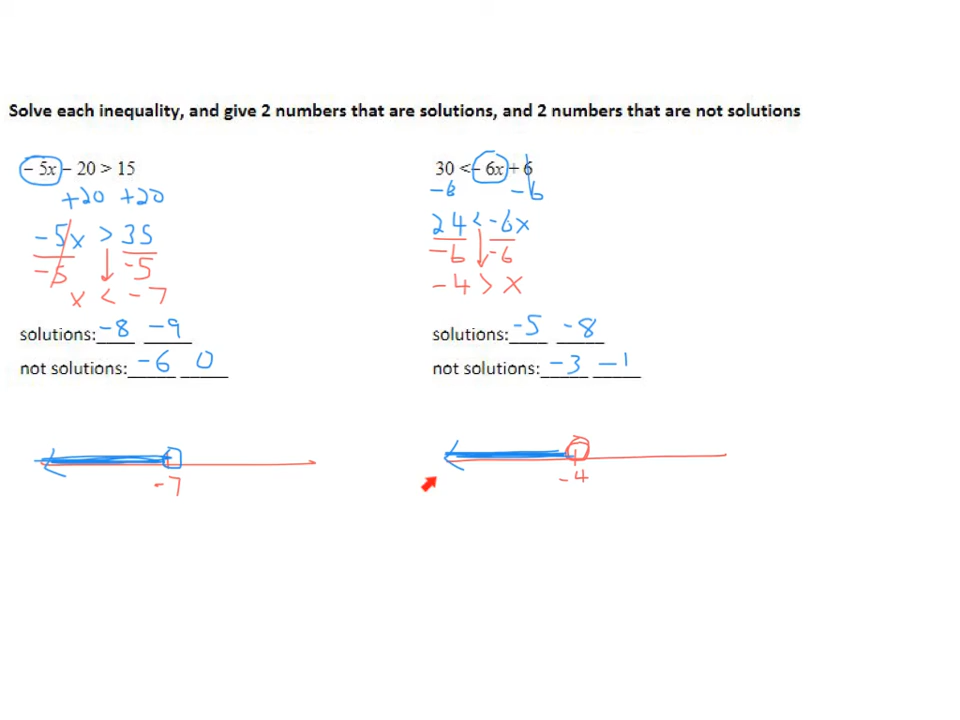 Solve each inequality, and give 2 numbers that are solutions, and 2 numbers that are not solutions
– 5x – 20 > 15
+20 +20
-5x > 35
-5 -5
x < -7
solutions: -8 -9
not solutions: -6 0
-7
30 < – 6x + 6
-6 -6
24 < -6x
-6 -6
-4 > x
solutions: -5 -8
not solutions: -3 -1
-4